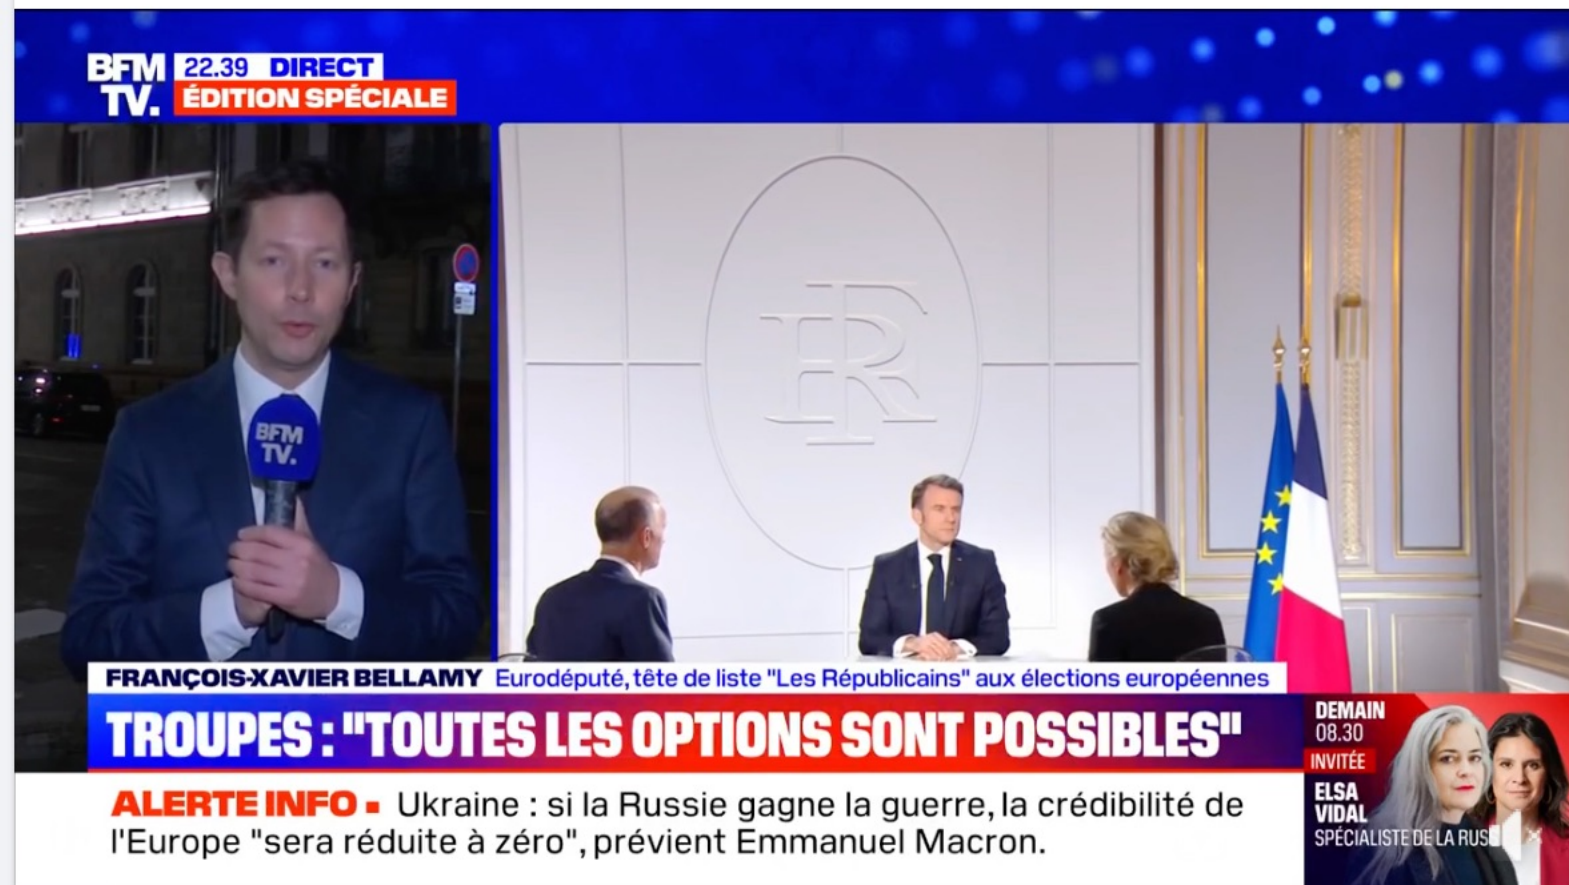 BFM
TV.
22.39 DIRECT
ÉDITION SPÉCIALE
BFM
TV.
RF
FRANÇOIS-XAVIER BELLAMY Eurodéputé, tête de liste "Les Républicains" aux élections européennes
TROUPES : "TOUTES LES OPTIONS SONT POSSIBLES"
ALERTE INFO ▪ Ukraine : si la Russie gagne la guerre, la crédibilité de
l'Europe "sera réduite à zéro", prévient Emmanuel Macron.
DEMAIN
08.30
INVITÉE
ELSA
VIDAL
SPÉCIALISTE DE LA